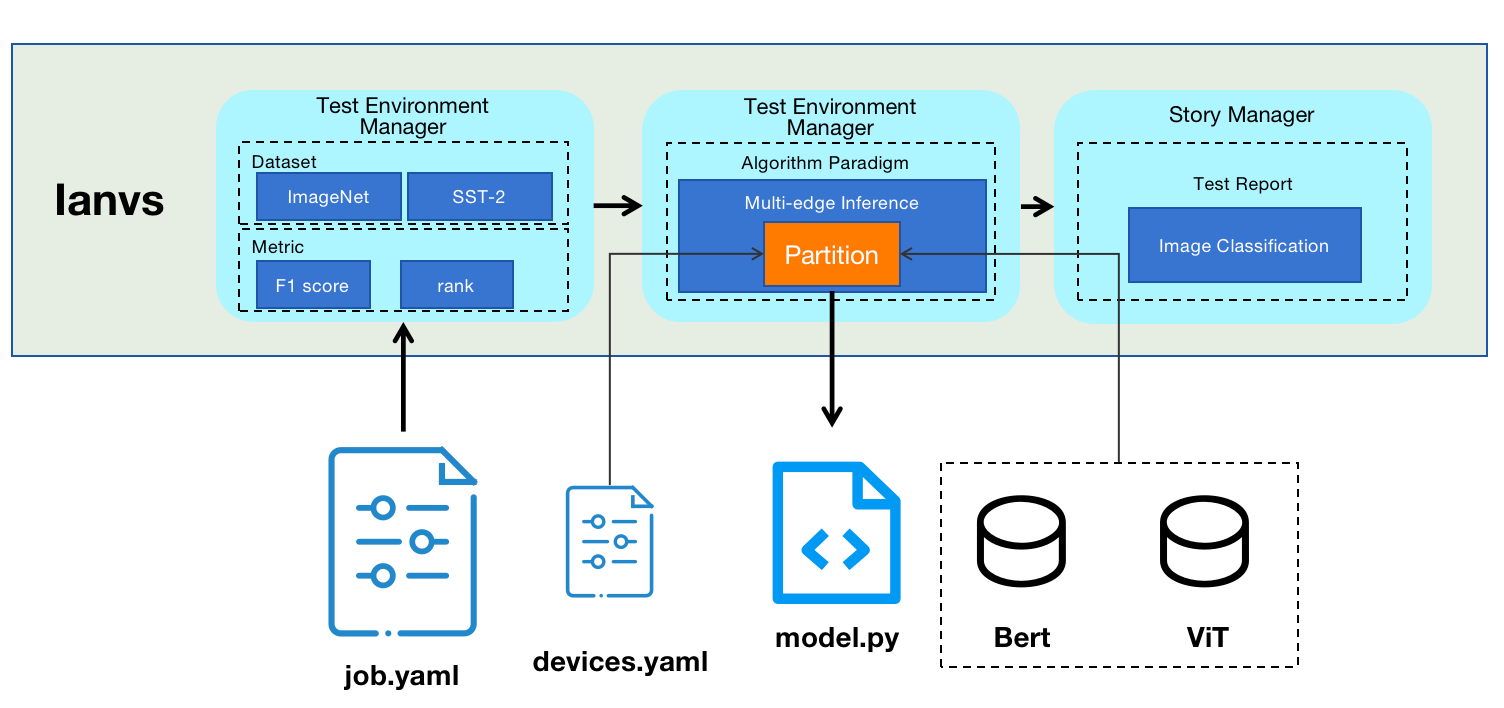 Ianvs
Test Environment
Manager
Dataset
ImageNet
SST-2
Metric
F1 score
rank
Test Environment
Manager
Algorithm Paradigm
Multi-edge Inference
Partition
Story Manager
Test Report
Image Classification
job.yaml
devices.yaml
model.py
Bert
ViT